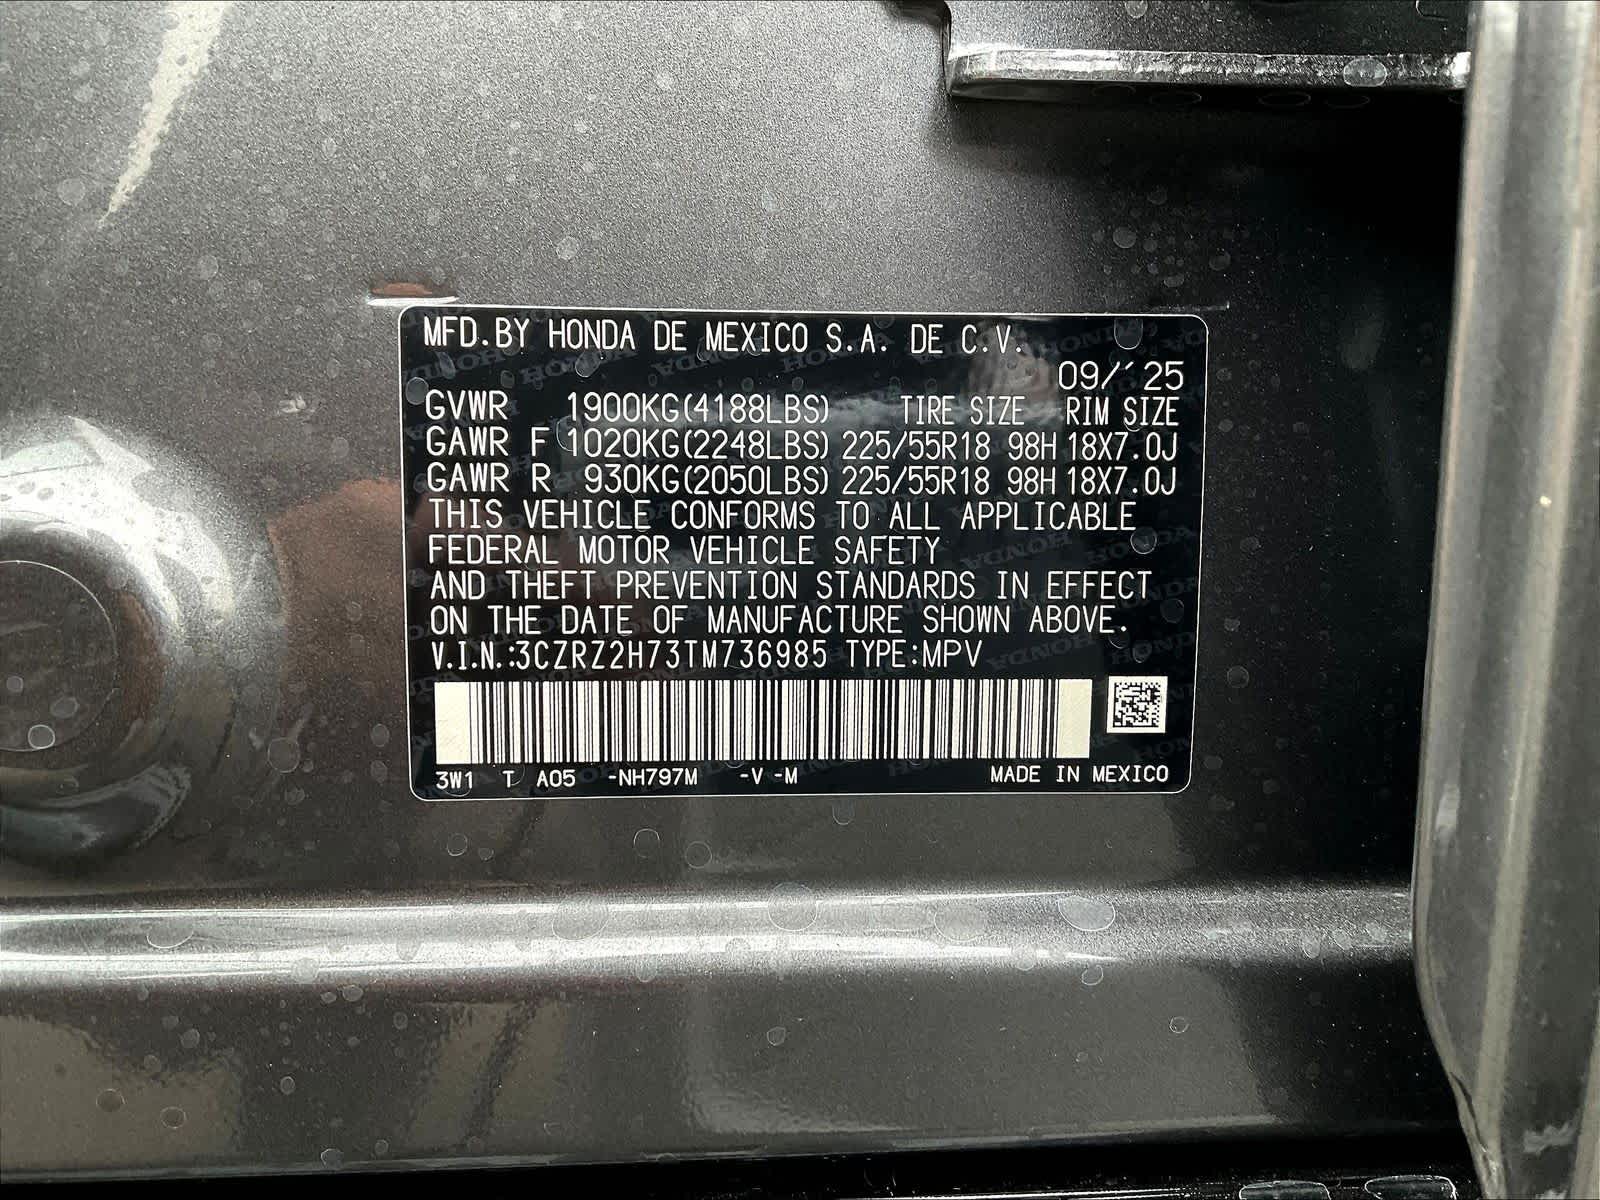 MFD.BY HONDA DE MEXICO S.A. DE C.V.
09/'25
GVWR 1900KG(4188LBS) TIRE SIZE RIM SIZE
GAWR F 1020KG(2248LBS) 225/55R18 98H 18X7.0J
GAWR R 930KG(2050LBS) 225/55R18 98H 18X7.0J
THIS VEHICLE CONFORMS TO ALL APPLICABLE
FEDERAL MOTOR VEHICLE SAFETY
AND THEFT PREVENTION STANDARDS IN EFFECT
ON THE DATE OF MANUFACTURE SHOWN ABOVE.
V.I.N.:3CZRZ2H73TM736985 TYPE:MPV
3W1 T A05 -NH797M -V -M MADE IN MEXICO